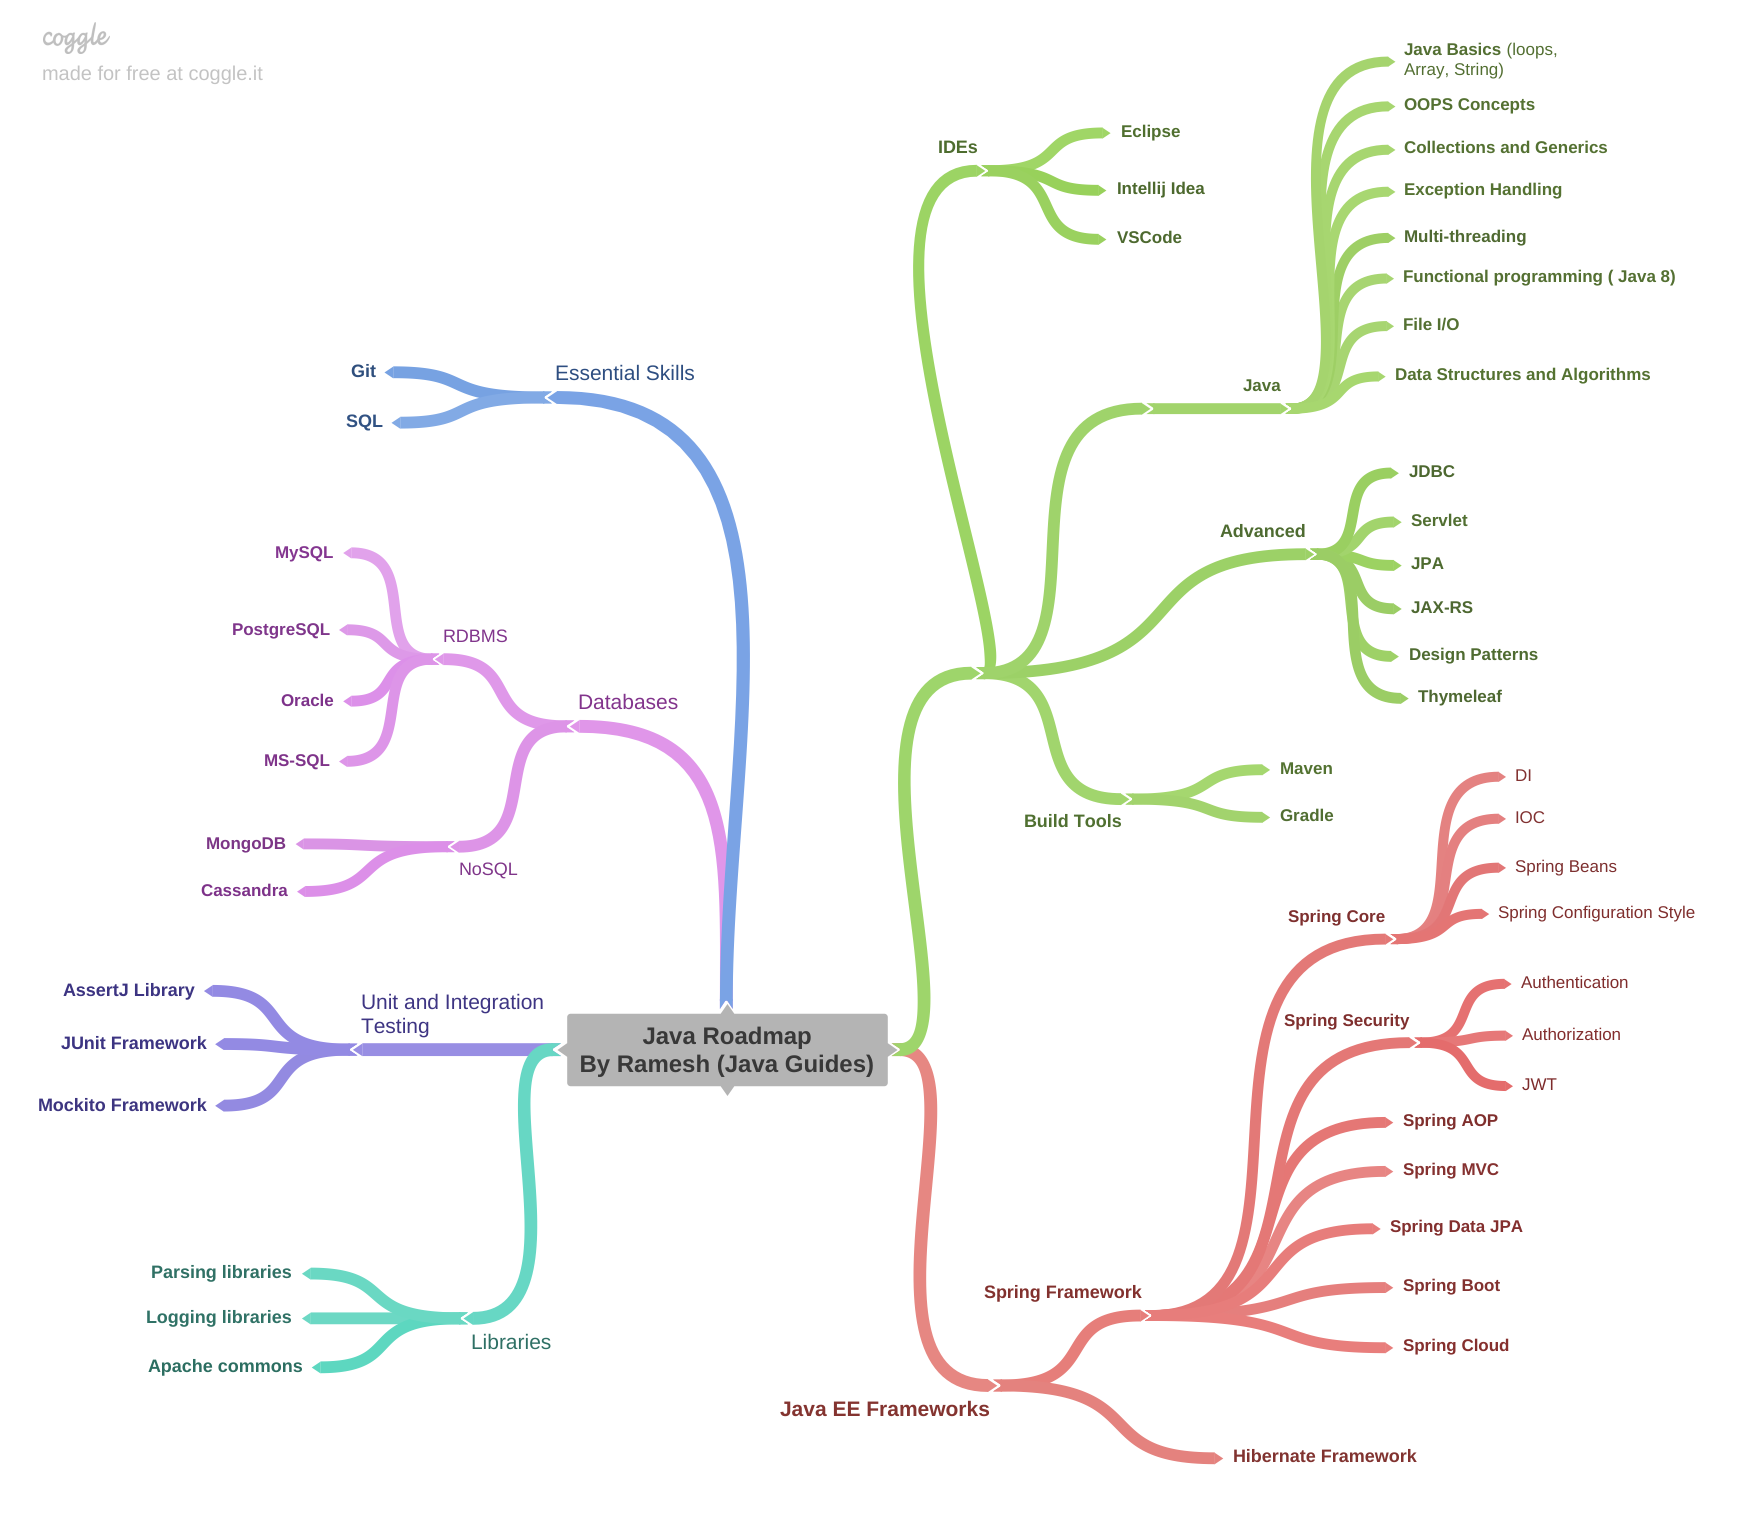 coggle
made for free at coggle.it
Java Roadmap
By Ramesh (Java Guides)
Essential Skills
Git
SQL
Databases
RDBMS
MySQL
PostgreSQL
Oracle
MS-SQL
NoSQL
MongoDB
Cassandra
Unit and Integration
Testing
AssertJ Library
JUnit Framework
Mockito Framework
Libraries
Parsing libraries
Logging libraries
Apache commons
IDEs
Eclipse
Intellij Idea
VSCode
Java
Java Basics (loops,
Array, String)
OOPS Concepts
Collections and Generics
Exception Handling
Multi-threading
Functional programming ( Java 8)
File I/O
Data Structures and Algorithms
Advanced
JDBC
Servlet
JPA
JAX-RS
Design Patterns
Thymeleaf
Build Tools
Maven
Gradle
Java EE Frameworks
Spring Framework
Spring Core
DI
IOC
Spring Beans
Spring Configuration Style
Spring Security
Authentication
Authorization
JWT
Spring AOP
Spring MVC
Spring Data JPA
Spring Boot
Spring Cloud
Hibernate Framework